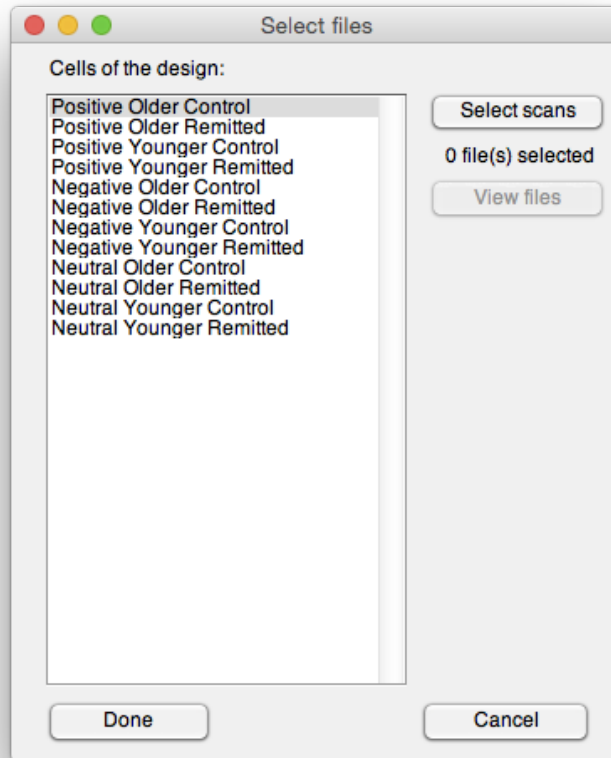 Select files
Cells of the design:
Positive Older Control
Positive Older Remitted
Positive Younger Control
Positive Younger Remitted
Negative Older Control
Negative Older Remitted
Negative Younger Control
Negative Younger Remitted
Neutral Older Control
Neutral Older Remitted
Neutral Younger Control
Neutral Younger Remitted
Select scans
0 file(s) selected
View files
Done
Cancel